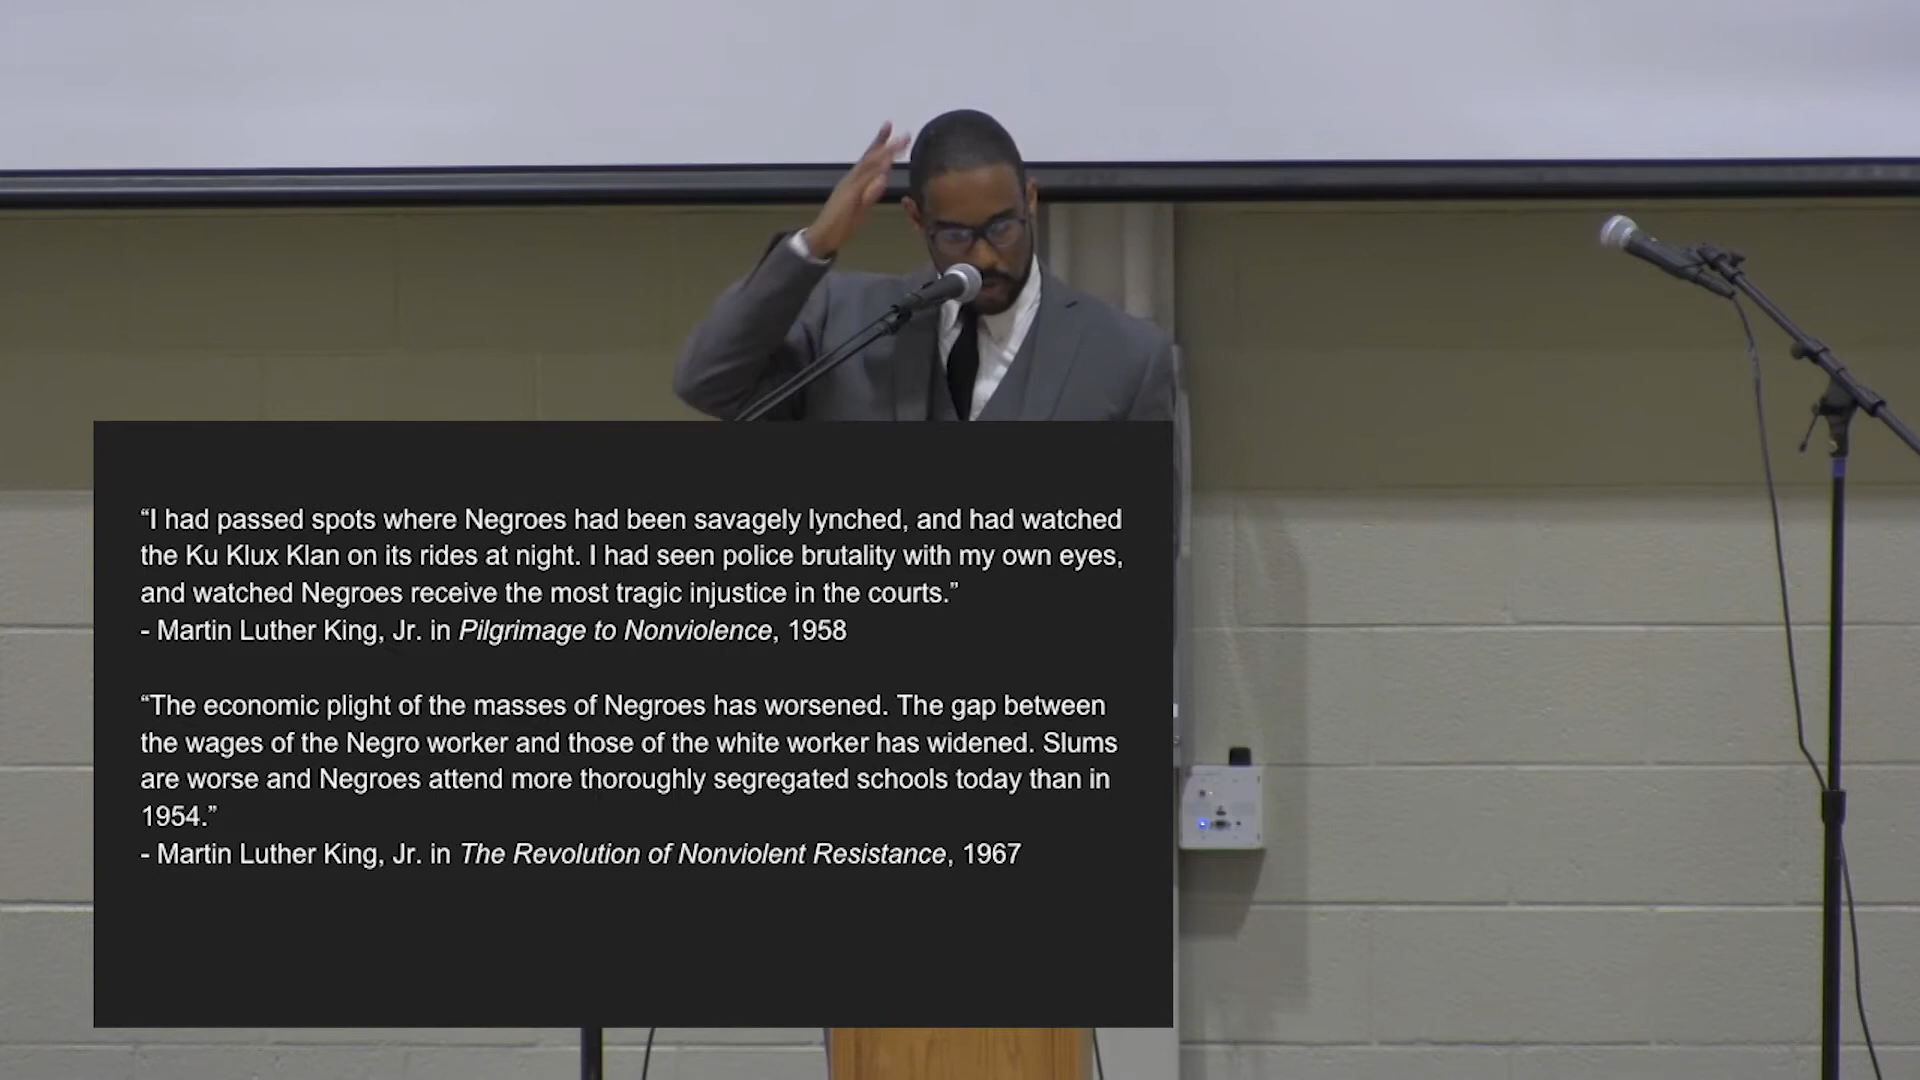 “I had passed spots where Negroes had been savagely lynched, and had watched
the Ku Klux Klan on its rides at night. I had seen police brutality with my own eyes,
and watched Negroes receive the most tragic injustice in the courts.”
- Martin Luther King, Jr. in Pilgrimage to Nonviolence, 1958
“The economic plight of the masses of Negroes has worsened. The gap between
the wages of the Negro worker and those of the white worker has widened. Slums
are worse and Negroes attend more thoroughly segregated schools today than in
1954.”
- Martin Luther King, Jr. in The Revolution of Nonviolent Resistance, 1967